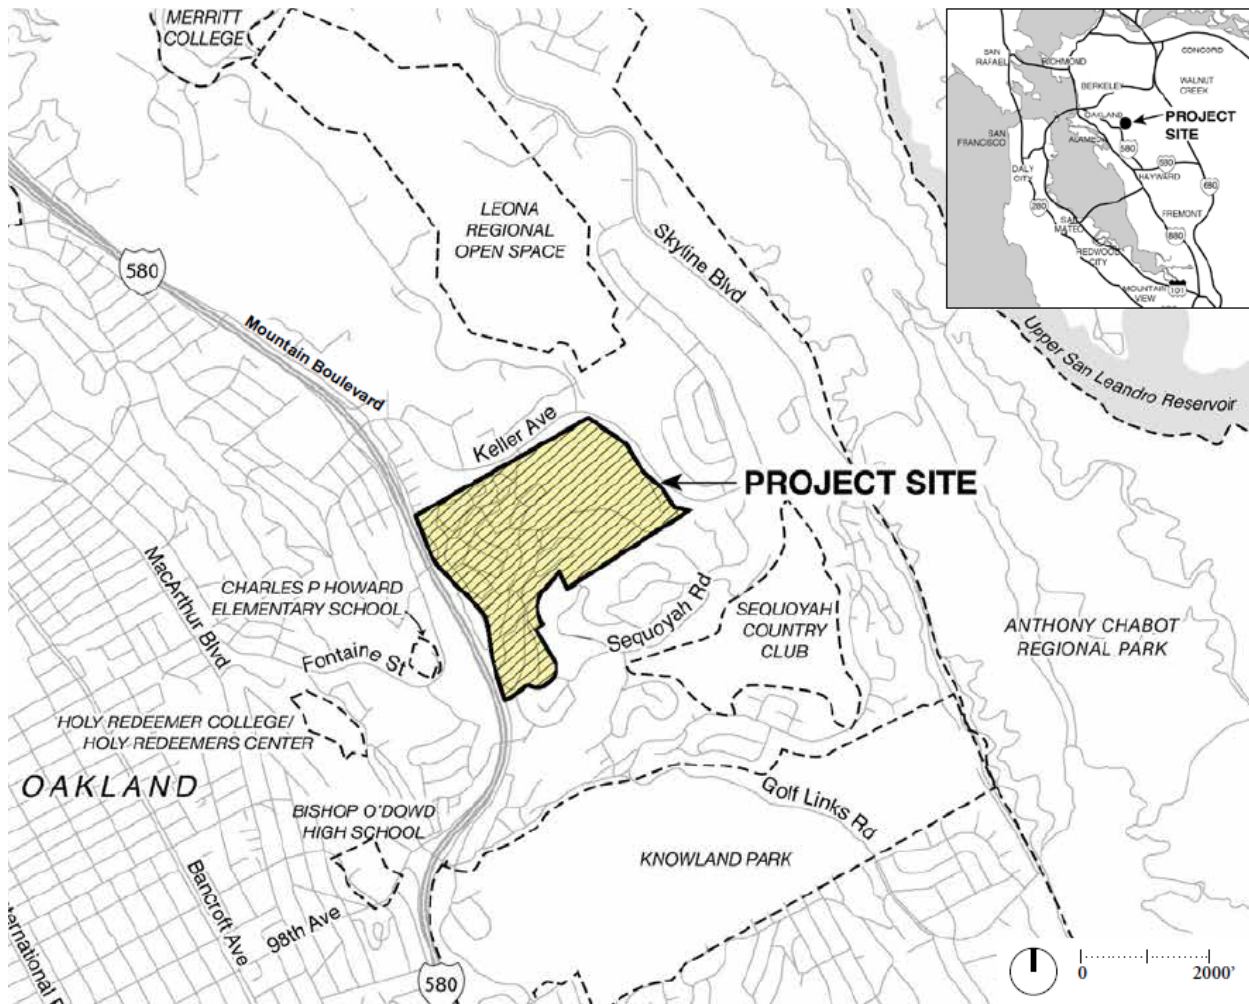 MERRITT
COLLEGE
SAN
RAFAEL
RICHMOND
CONCORD
BERKELEY
WALNUT
CREEK
OAKLAND
PROJECT
SITE
SAN
FRANCISCO
ALAMEDA
580
580
DALY
CITY
HAYWARD
280
680
SAN
MATEO
FREMONT
880
REDWOOD
CITY
MOUNTAIN
VIEW
101
LEONA
REGIONAL
OPEN SPACE
Skyline Blvd
580
Mountain Boulevard
Upper San Leandro Reservoir
Keller Ave
PROJECT SITE
MacArthur Blvd
CHARLES P HOWARD
ELEMENTARY SCHOOL
Fontaine St
Sequoyah Rd
SEQUOYAH
COUNTRY
CLUB
ANTHONY CHABOT
REGIONAL PARK
HOLY REDEEMER COLLEGE/
HOLY REDEEMERS CENTER
OAKLAND
BISHOP O'DOWD
HIGH SCHOOL
Golf Links Rd
KNOWLAND PARK
Bancroft Ave
98th Ave
580
0
2000'